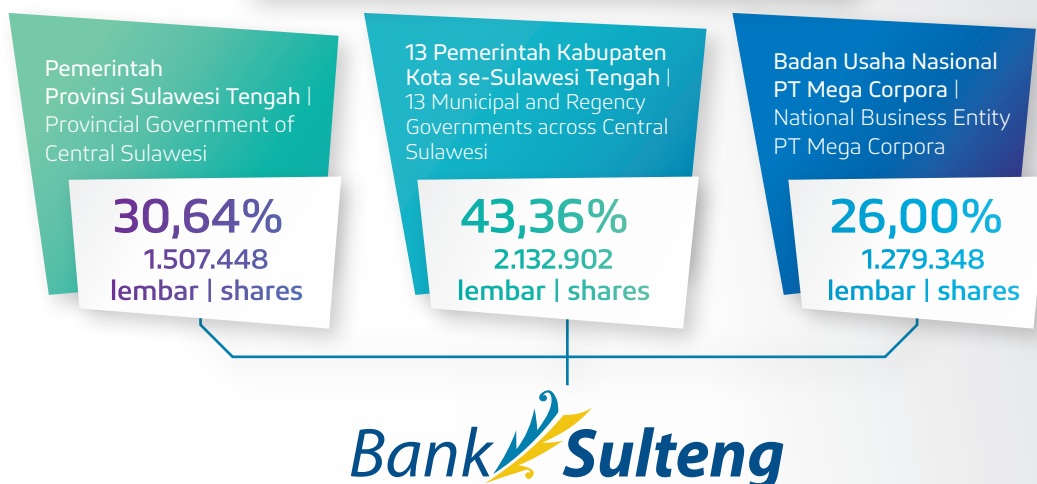 Pemerintah
Provinsi Sulawesi Tengah |
Provincial Government of
Central Sulawesi
30,64%
1.507.448
lembar | shares
13 Pemerintah Kabupaten
Kota se-Sulawesi Tengah |
13 Municipal and Regency
Governments across Central
Sulawesi
43,36%
2.132.902
lembar | shares
Badan Usaha Nasional
PT Mega Corpora |
National Business Entity
PT Mega Corpora
26,00%
1.279.348
lembar | shares
Bank Sulteng